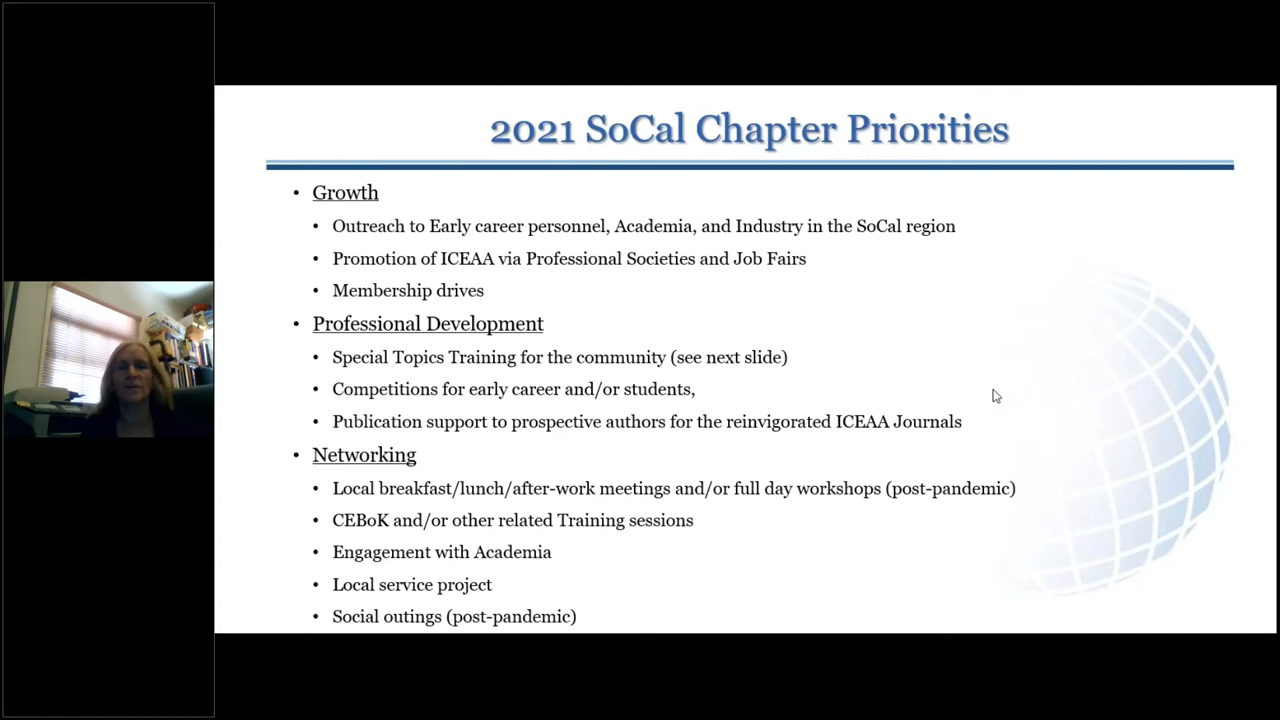 2021 SoCal Chapter Priorities
• Growth
• Outreach to Early career personnel, Academia, and Industry in the SoCal region
• Promotion of ICEAA via Professional Societies and Job Fairs
• Membership drives
• Professional Development
• Special Topics Training for the community (see next slide)
• Competitions for early career and/or students,
• Publication support to prospective authors for the reinvigorated ICEAA Journals
• Networking
• Local breakfast/lunch/after-work meetings and/or full day workshops (post-pandemic)
• CEBoK and/or other related Training sessions
• Engagement with Academia
• Local service project
• Social outings (post-pandemic)